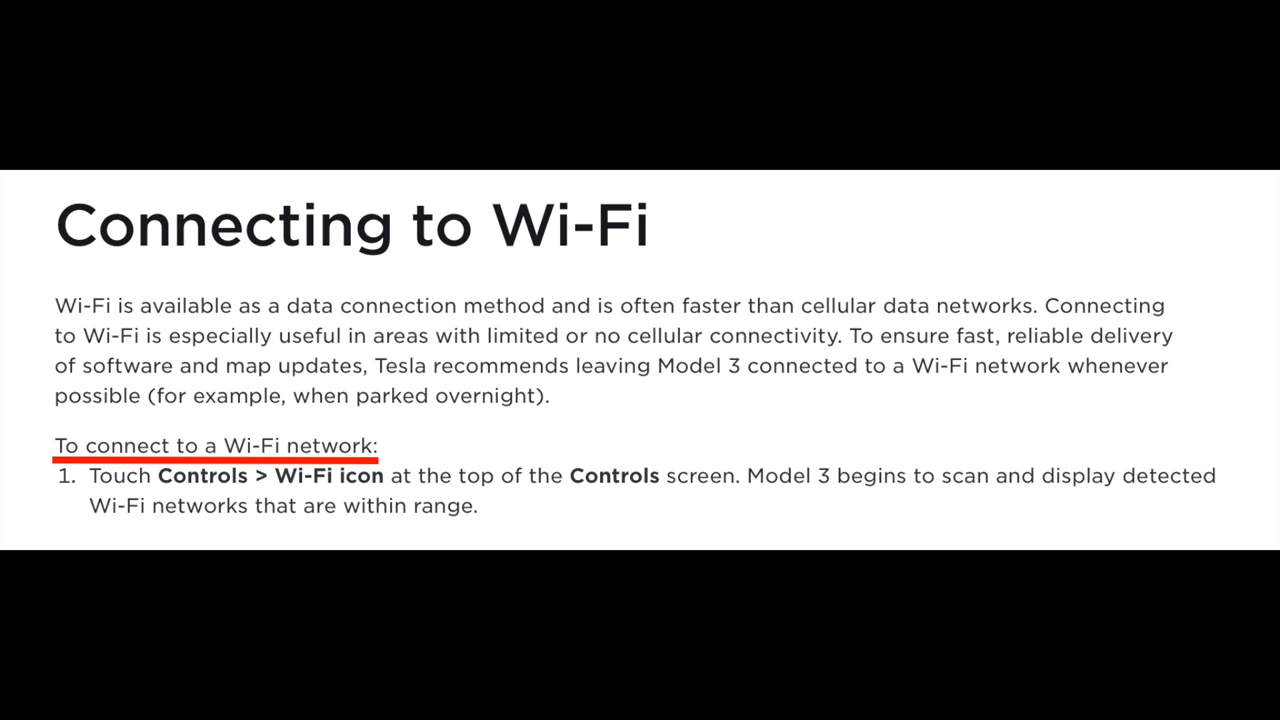 Connecting to Wi-Fi
Wi-Fi is available as a data connection method and is often faster than cellular data networks. Connecting
to Wi-Fi is especially useful in areas with limited or no cellular connectivity. To ensure fast, reliable delivery
of software and map updates, Tesla recommends leaving Model 3 connected to a Wi-Fi network whenever
possible (for example, when parked overnight).
To connect to a Wi-Fi network:
1. Touch Controls > Wi-Fi icon at the top of the Controls screen. Model 3 begins to scan and display detected
Wi-Fi networks that are within range.